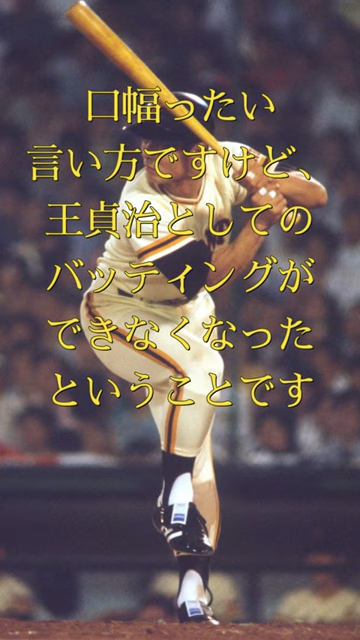 口幅ったい
言い方ですけど、
王貞治としての
バッティングが
できなくなった
ということです